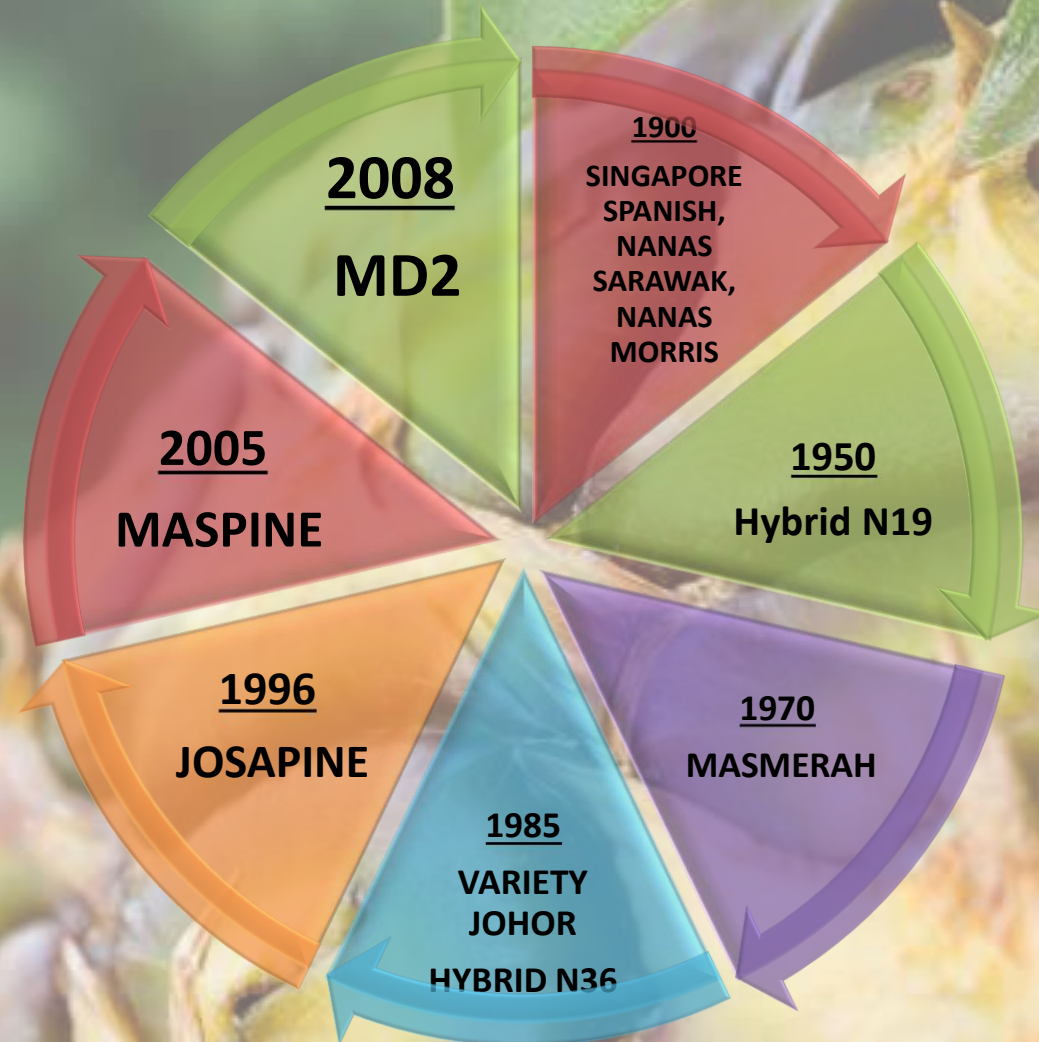 1900
SINGAPORE
SPANISH,
NANAS
SARAWAK,
NANAS
MORRIS
1950
Hybrid N19
1970
MASMERAH
1985
VARIETY
JOHOR
HYBRID N36
1996
JOSAPINE
2005
MASPINE
2008
MD2